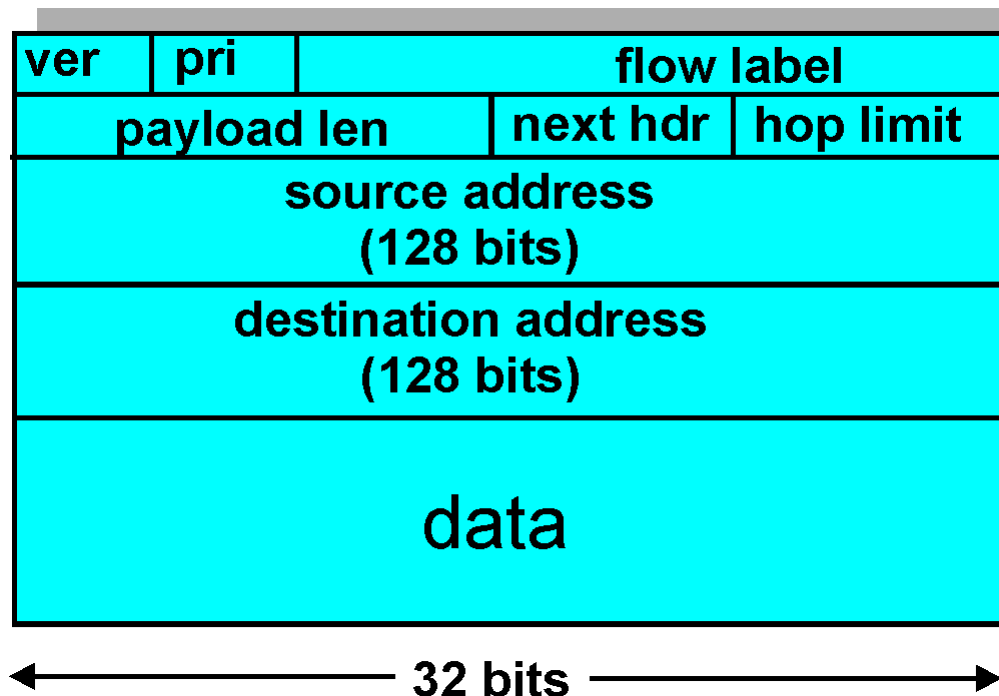 ver pri flow label
payload len next hdr hop limit
source address
(128 bits)
destination address
(128 bits)
data
32 bits